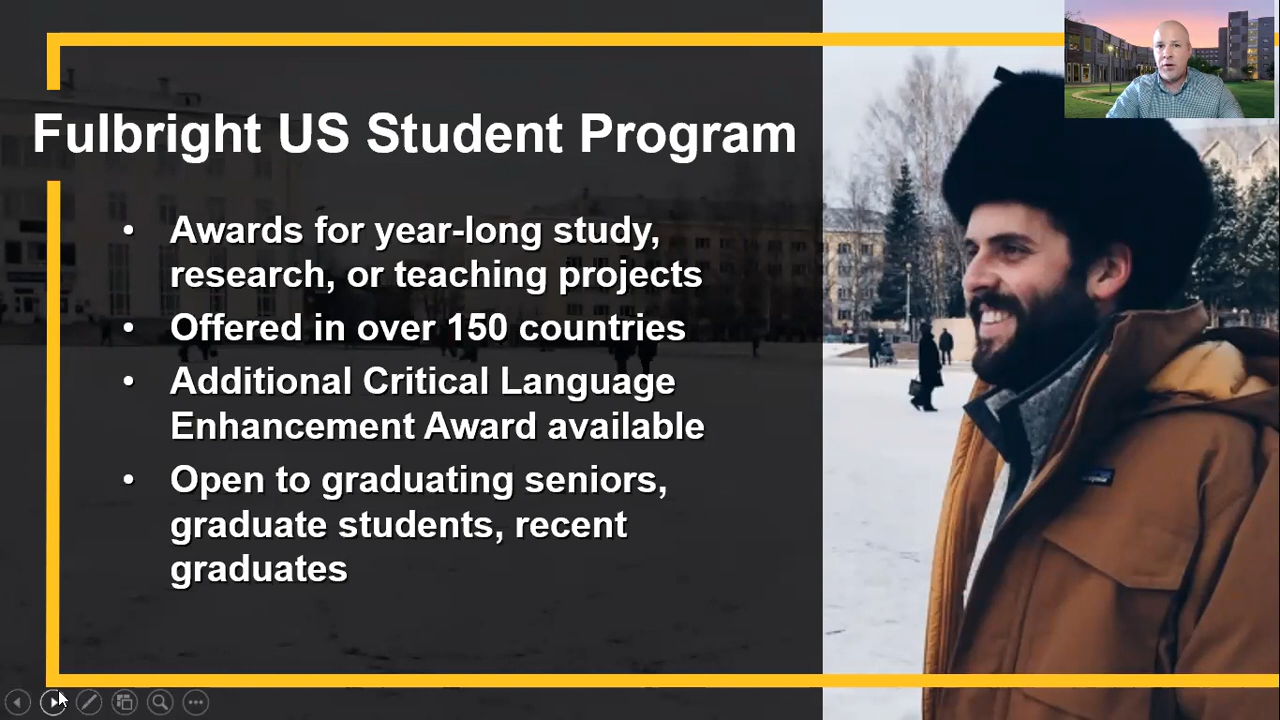 Fulbright US Student Program
• Awards for year-long study,
research, or teaching projects
• Offered in over 150 countries
• Additional Critical Language
Enhancement Award available
• Open to graduating seniors,
graduate students, recent
graduates